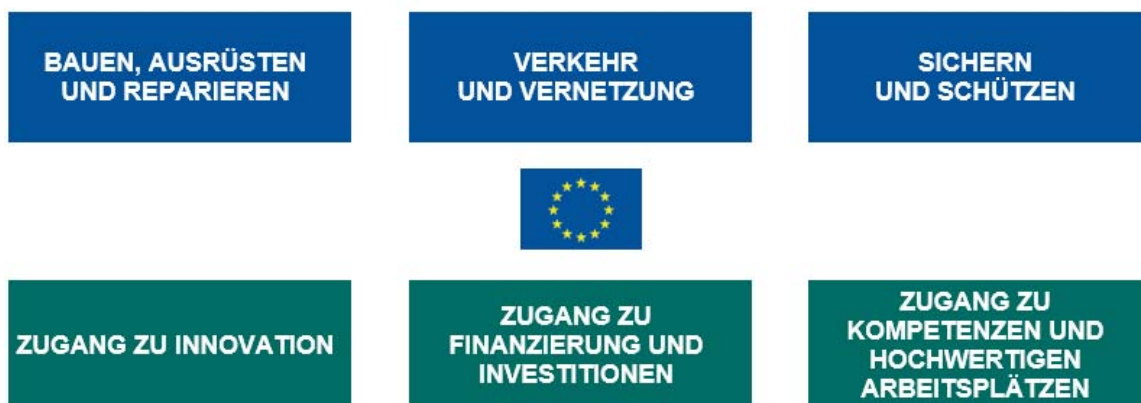 BAUEN, AUSRÜSTEN
UND REPARIEREN
VERKEHR
UND VERNETZUNG
SICHERN
UND SCHÜTZEN
ZUGANG ZU INNOVATION
ZUGANG ZU
FINANZIERUNG UND
INVESTITIONEN
ZUGANG ZU
KOMPETENZEN UND
HOCHWERTIGEN
ARBEITSPLÄTZEN